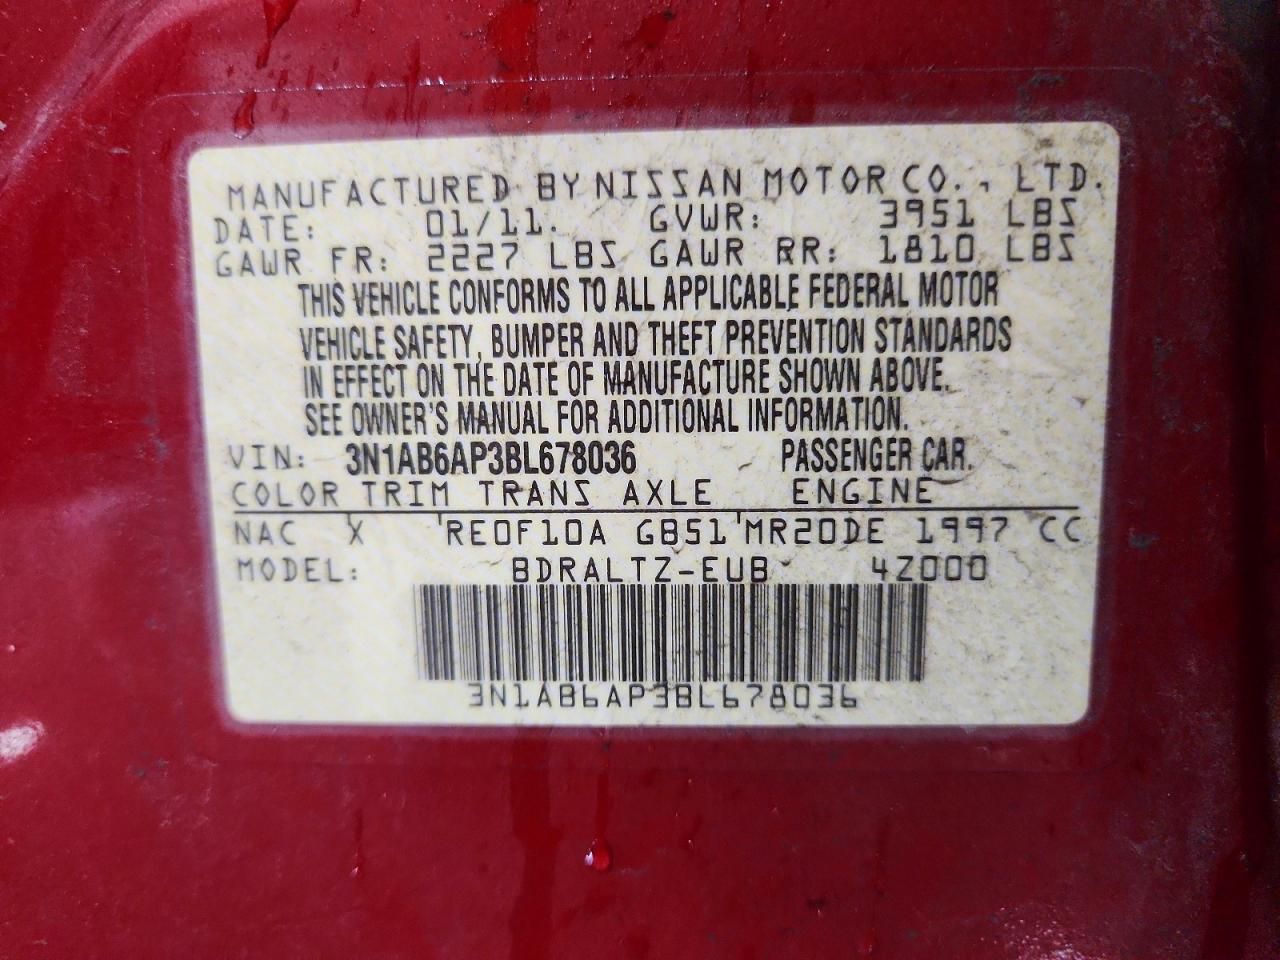 MANUFACTURED BY NISSAN MOTOR CO., LTD.
DATE: 01/11. GVWR: 3951 LBS
GAWR FR: 2227 LBS GAWR RR: 1810 LBS
THIS VEHICLE CONFORMS TO ALL APPLICABLE FEDERAL MOTOR
VEHICLE SAFETY, BUMPER AND THEFT PREVENTION STANDARDS
IN EFFECT ON THE DATE OF MANUFACTURE SHOWN ABOVE.
SEE OWNER'S MANUAL FOR ADDITIONAL INFORMATION.
VIN: 3N1AB6AP3BL678036 PASSENGER CAR.
COLOR TRIM TRANS AXLE ENGINE
NAC X RE0F10A GB51 MR20DE 1997 CC
MODEL: BDRALTZ-EUB 4Z000
3N1AB6AP3BL678036